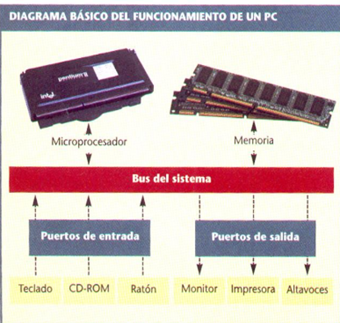 DIAGRAMA BÁSICO DEL FUNCIONAMIENTO DE UN PC
pentium II
intel
Microprocesador
Memoria
Bus del sistema
Puertos de entrada
Puertos de salida
Teclado
CD-ROM
Ratón
Monitor
Impresora
Altavoces